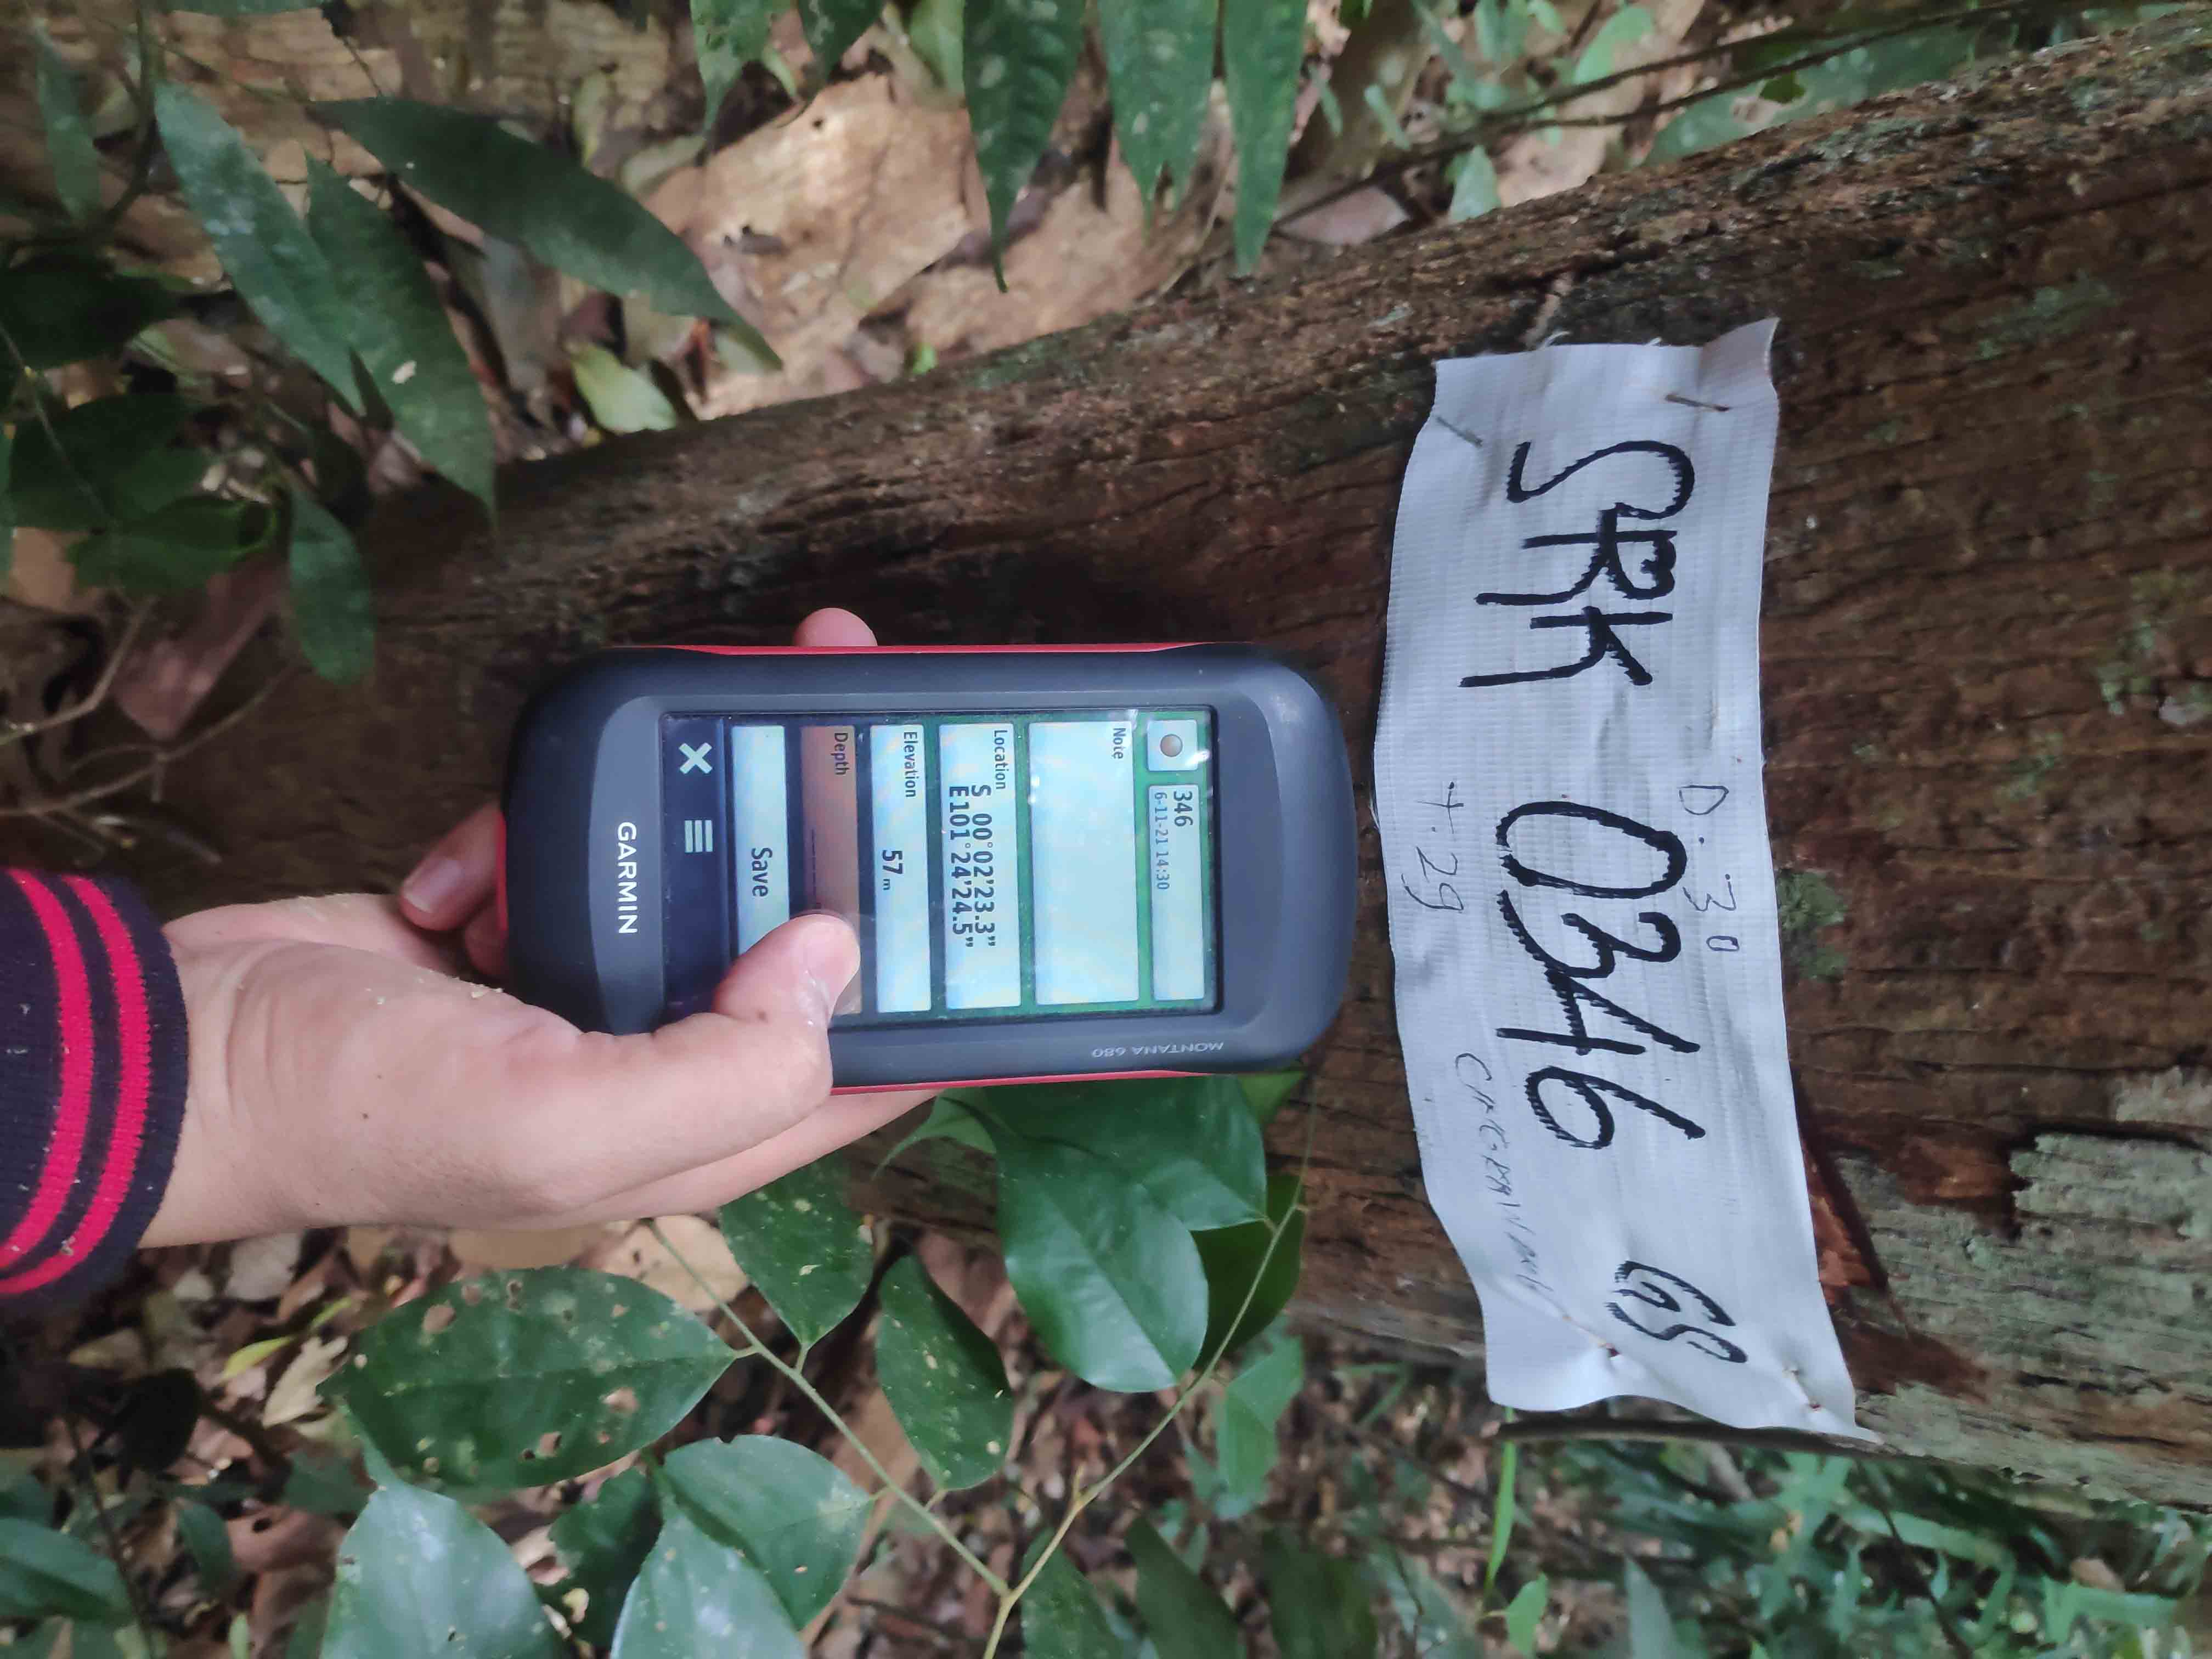 D. 30
SRK 0346 GS
T. 29
MONTANA 680
346
6-11-21 14:30
Note
Location
S 00°02'23.3"
E101°24'24.5"
Elevation
57 m
Depth
Save
GARMIN